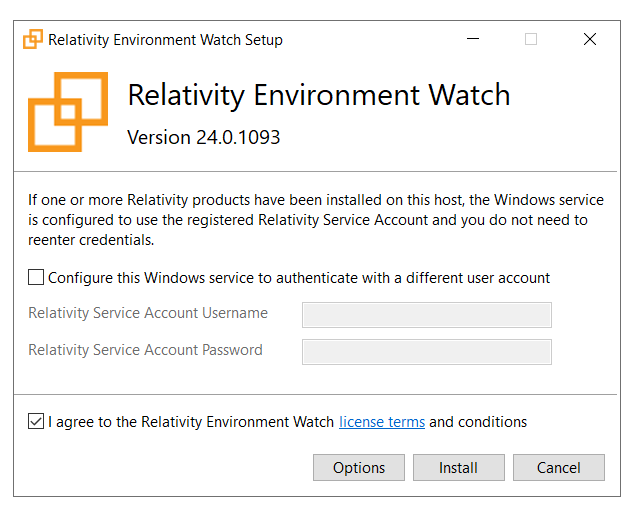 Relativity Environment Watch Setup
Relativity Environment Watch
Version 24.0.1093
If one or more Relativity products have been installed on this host, the Windows service
is configured to use the registered Relativity Service Account and you do not need to
reenter credentials.
Configure this Windows service to authenticate with a different user account
Relativity Service Account Username
Relativity Service Account Password
I agree to the Relativity Environment Watch license terms and conditions
Options Install Cancel